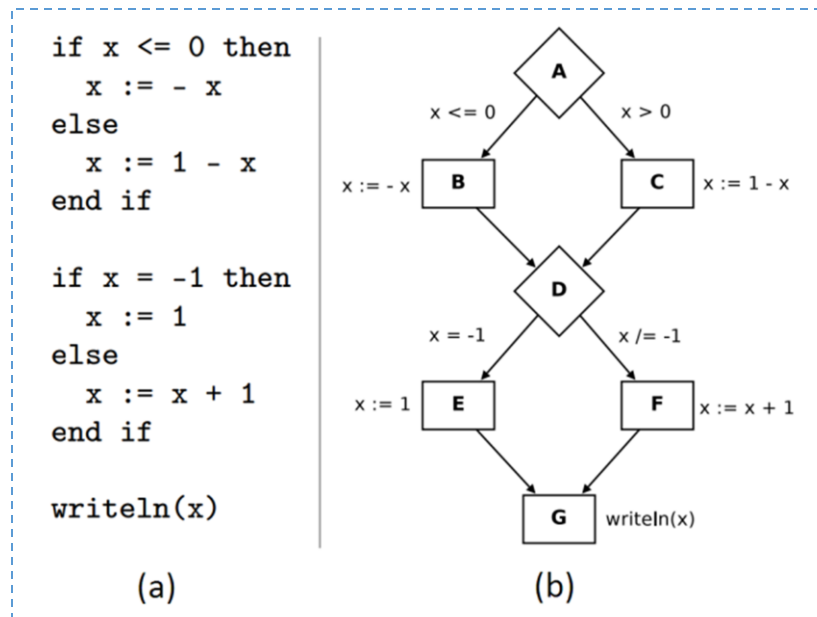 if x <= 0 then
x := - x
else
x := 1 - x
end if
if x = -1 then
x := 1
else
x := x + 1
end if
writeln(x)
(a)
A
x <= 0
x > 0
x := - x
B
C
x := 1 - x
D
x = -1
x /= -1
x := 1
E
F
x := x + 1
G
writeln(x)
(b)